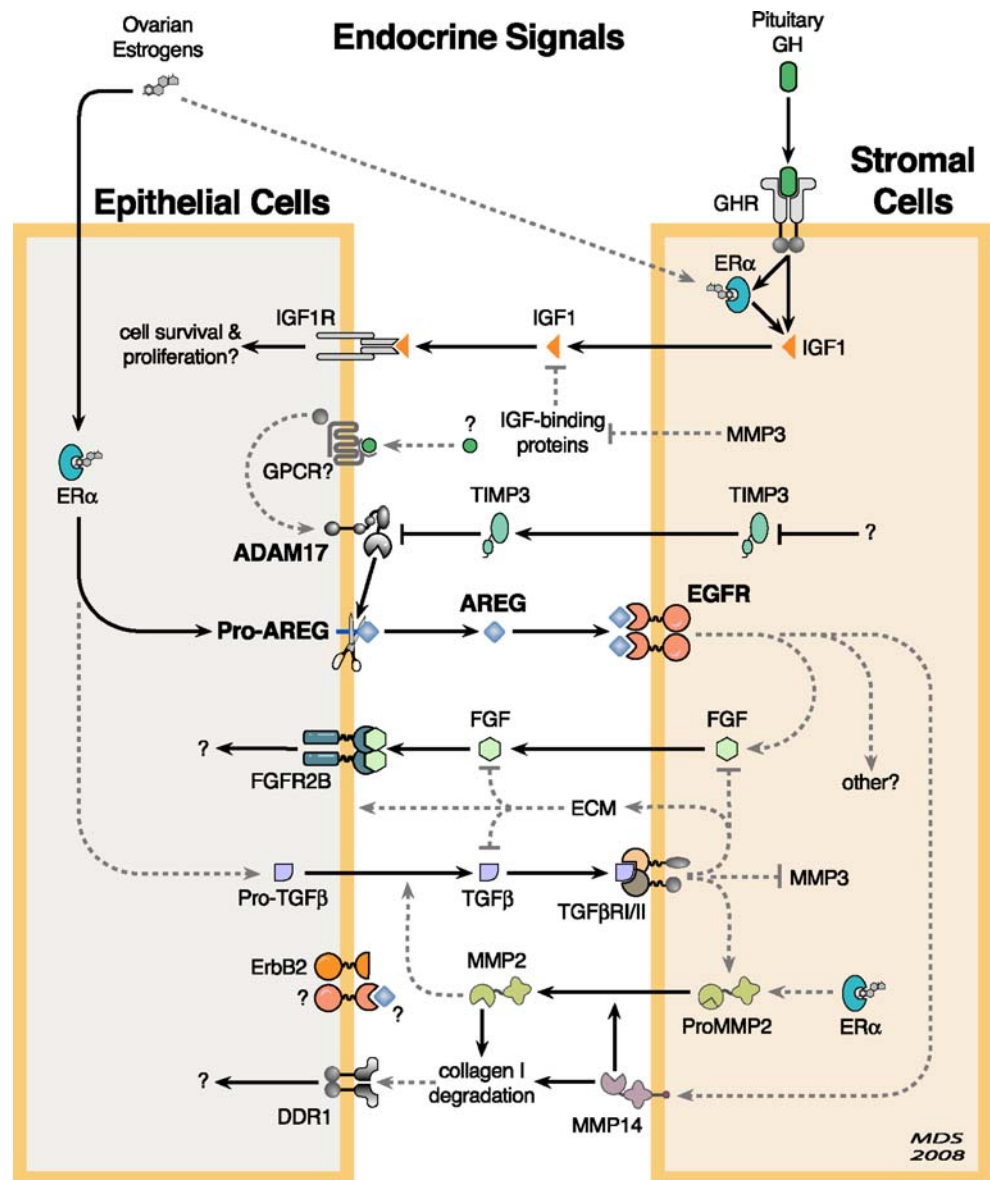 Ovarian
Estrogens
Endocrine Signals
Pituitary
GH
Stromal
Cells
GHR
Epithelial Cells
ERα
IGF1R
IGF1
IGF1
cell survival &
proliferation?
IGF-binding
proteins
MMP3
?
GPCR?
ERα
TIMP3
TIMP3
?
ADAM17
Pro-AREG
AREG
EGFR
FGF
FGF
?
FGFR2B
other?
ECM
Pro-TGFβ
TGFβ
TGFβRI/II
MMP3
ErbB2
MMP2
?
?
ProMMP2
ERα
?
collagen I
degradation
DDR1
MMP14
MDS
2008